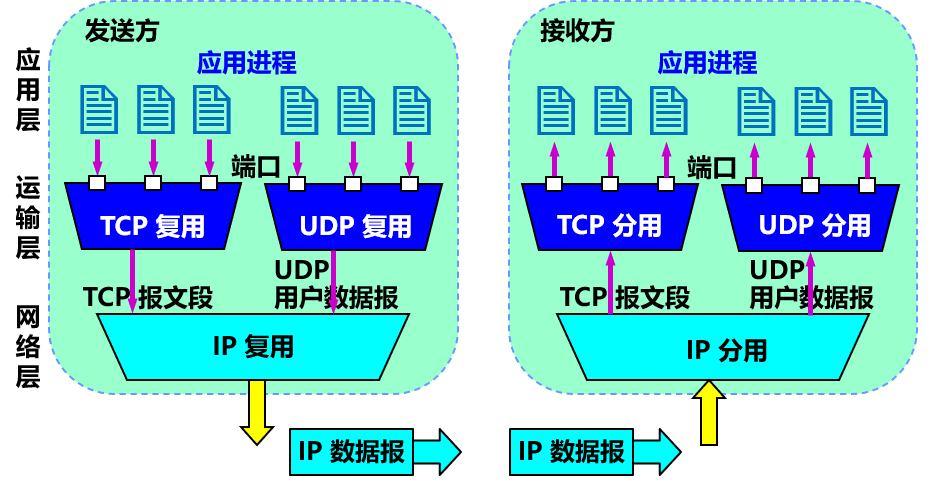 发送方
接收方
应用层
应用进程
应用进程
端口
端口
运输层
TCP 复用
UDP 复用
TCP 分用
UDP 分用
TCP 报文段
UDP
用户数据报
TCP 报文段
UDP
用户数据报
网络层
IP 复用
IP 分用
IP 数据报
IP 数据报